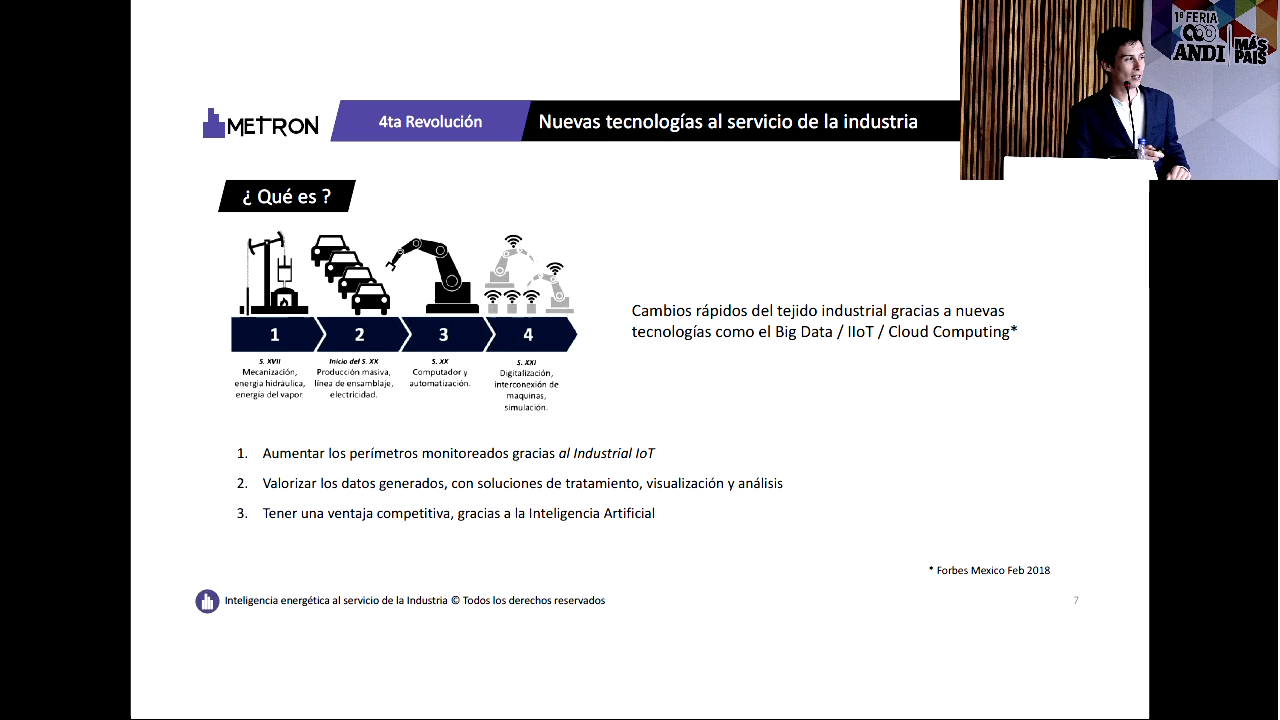 1ª FERIA
ANDI
MÁS
PAÍS
METRON
4ta Revolución
Nuevas tecnologías al servicio de la industria
¿ Qué es ?
1
2
3
4
S. XVII
Mecanización,
energia hidráulica,
energía del vapor.
Inicio del S. XX
Producción masiva,
línea de ensamblaje,
electricidad.
S. XX
Computador y
automatización.
S. XXI
Digitalización,
interconexión de
maquinas,
simulación.
Cambios rápidos del tejido industrial gracias a nuevas
tecnologías como el Big Data / IIoT / Cloud Computing*
1. Aumentar los perímetros monitoreados gracias al Industrial IoT
2. Valorizar los datos generados, con soluciones de tratamiento, visualización y análisis
3. Tener una ventaja competitiva, gracias a la Inteligencia Artificial
* Forbes Mexico Feb 2018
Inteligencia energética al servicio de la Industria © Todos los derechos reservados
7